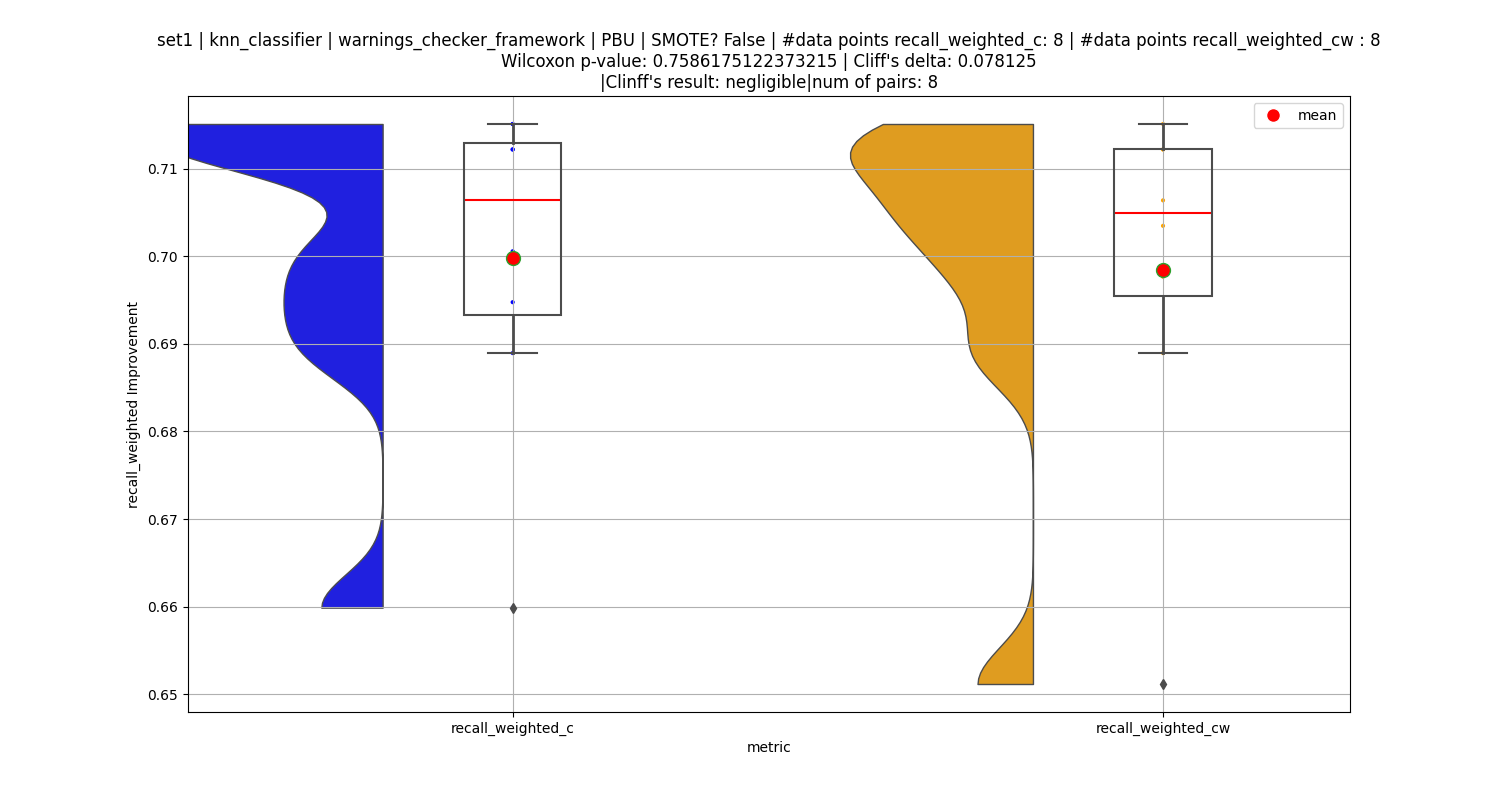 set1 | knn_classifier | warnings_checker_framework | PBU | SMOTE? False | #data points recall_weighted_c: 8 | #data points recall_weighted_cw : 8
Wilcoxon p-value: 0.7586175122373215 | Cliff's delta: 0.078125
|Clinff's result: negligible|num of pairs: 8
mean
0.71
0.70
0.69
0.68
0.67
0.66
0.65
recall_weighted Improvement
recall_weighted_c
recall_weighted_cw
metric